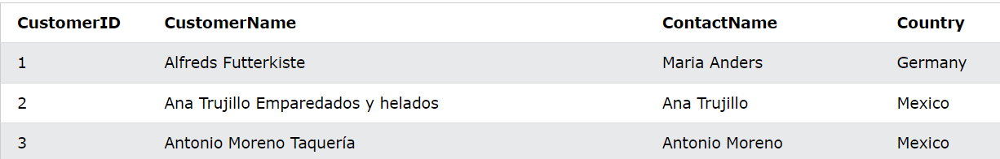 CustomerID CustomerName ContactName Country
1 Alfreds Futterkiste Maria Anders Germany
2 Ana Trujillo Emparedados y helados Ana Trujillo Mexico
3 Antonio Moreno Taquería Antonio Moreno Mexico